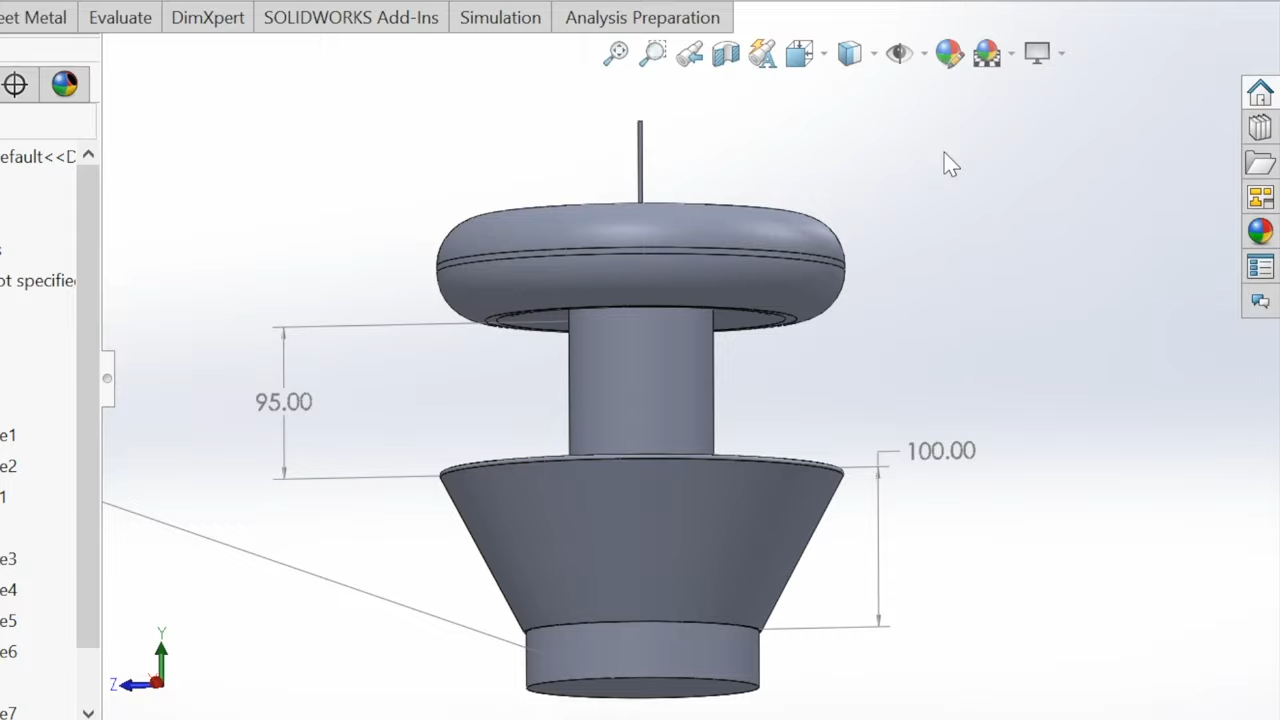 eet Metal Evaluate DimXpert SOLIDWORKS Add-Ins Simulation Analysis Preparation
efault<<D
s
ot specifie
95.00
e1
100.00
e2
1
e3
e4
e5
Y
e6
Z
e7